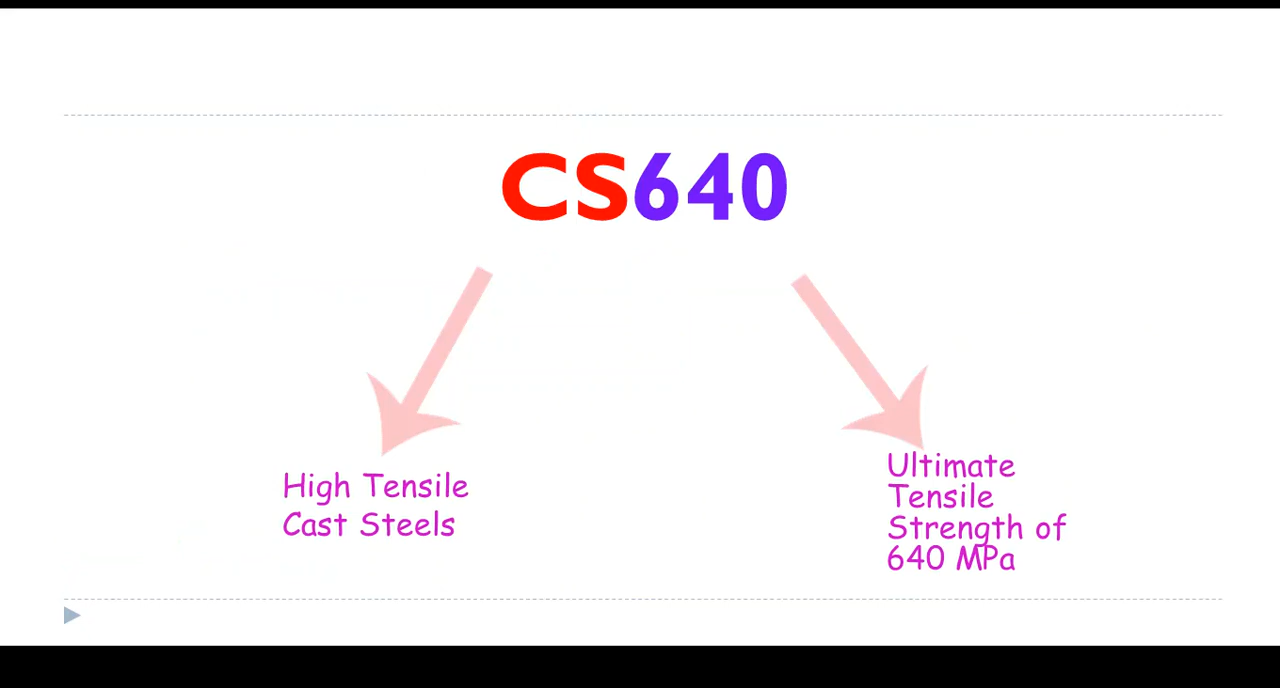 CS640
High Tensile
Cast Steels
Ultimate
Tensile
Strength of
640 MPa